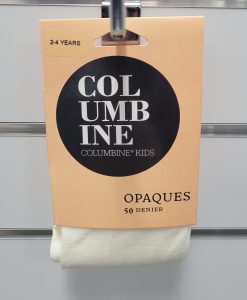 2-4 YEARS
COL
UMB
INE
COLUMBINE® KIDS
OPAQUES
50 DENIER